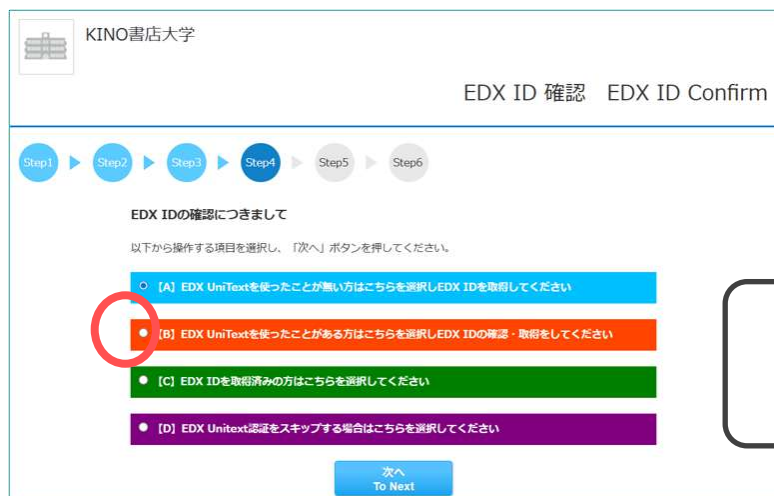 KINO書店大学
EDX ID 確認 EDX ID Confirm
Step1 Step2 Step3 Step4 Step5 Step6
EDX IDの確認につきまして
以下から操作する項目を選択し、「次へ」ボタンを押してください。
【A】EDX UniTextを使ったことが無い方はこちらを選択しEDX IDを取得してください
【B】EDX UniTextを使ったことがある方はこちらを選択しEDX IDの確認・取得をしてください
【C】EDX IDを取得済みの方はこちらを選択してください
【D】EDX Unitext認証をスキップする場合はこちらを選択してください
次へ
To Next